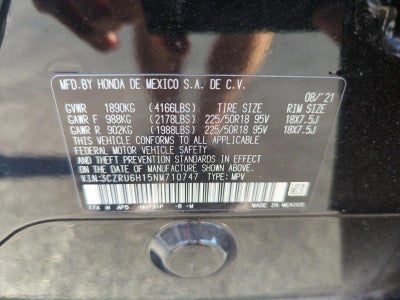 MFD.BY HONDA DE MEXICO S.A. DE C.V.
08/'21
GVWR 1890KG (4166LBS) TIRE SIZE RIM SIZE
GAWR F 988KG (2178LBS) 225/50R18 95V 18X7.5J
GAWR R 902KG (1988LBS) 225/50R18 95V 18X7.5J
THIS VEHICLE CONFORMS TO ALL APPLICABLE
FEDERAL MOTOR VEHICLE SAFETY, BUMPER,
AND THEFT PREVENTION STANDARDS IN EFFECT
ON THE DATE OF MANUFACTURE SHOWN ABOVE.
V.I.N:3CZRU6H15NM710747 TYPE: MPV
MADE IN MEXICO